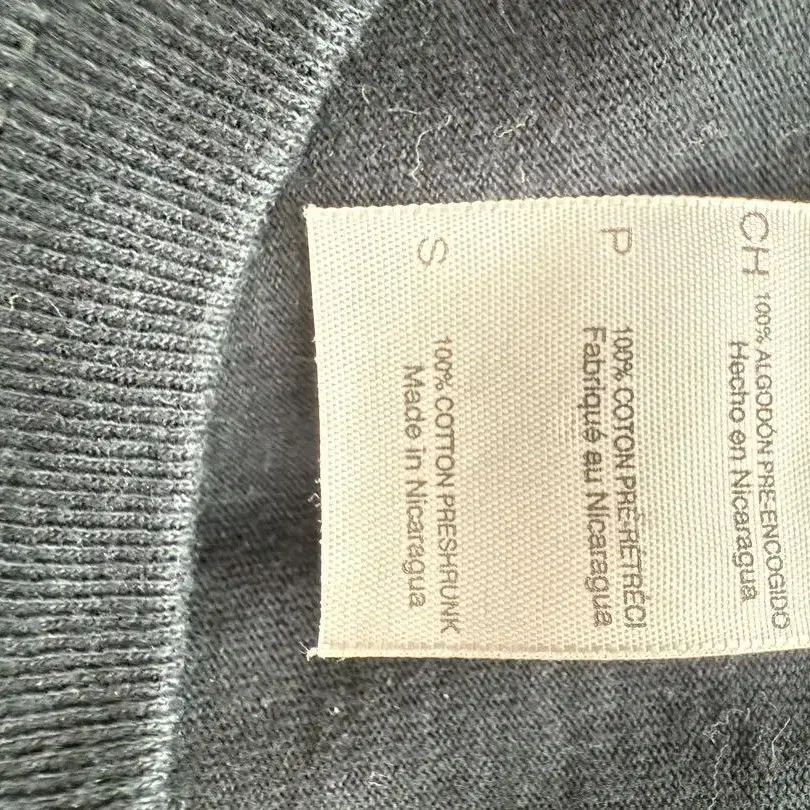 S
100% COTTON PRESHRUNK
Made in Nicaragua
P
100% COTON PRÉ-RÉTRÉCI
Fabriqué au Nicaragua
CH
100% ALGODÓN PRE-ENCOGIDO
Hecho en Nicaragua